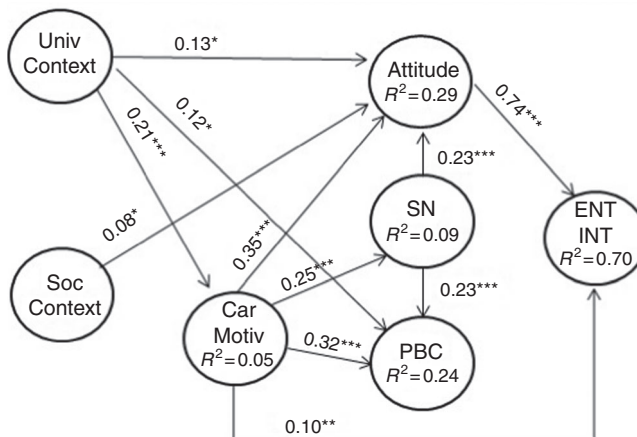 Univ
Context
0.13*
Attitude
R²=0.29
0.74***
0.12*
0.21***
0.23***
SN
R²=0.09
ENT
INT
R²=0.70
0.08*
0.35***
0.25***
Soc
Context
0.23***
Car
Motiv
R²=0.05
0.32***
PBC
R²=0.24
0.10**